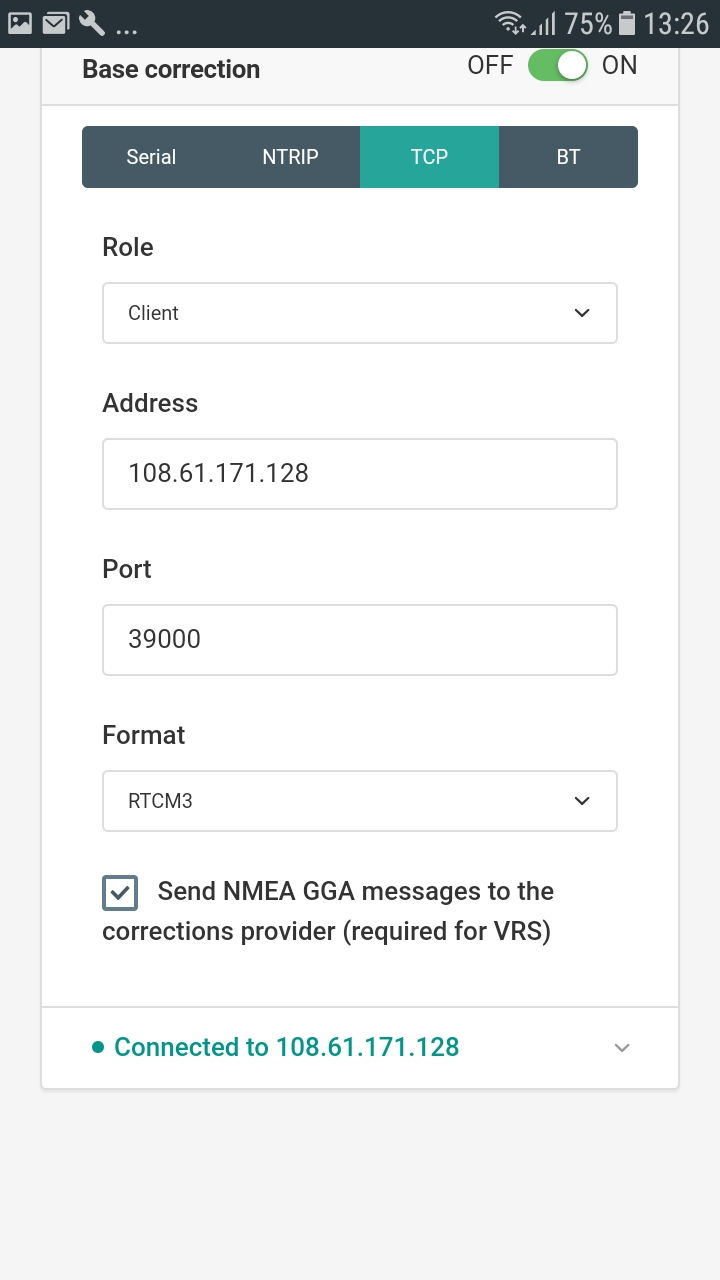 ... 75% 13:26
Base correction OFF ON
Serial NTRIP TCP BT
Role
Client
Address
108.61.171.128
Port
39000
Format
RTCM3
Send NMEA GGA messages to the
corrections provider (required for VRS)
Connected to 108.61.171.128